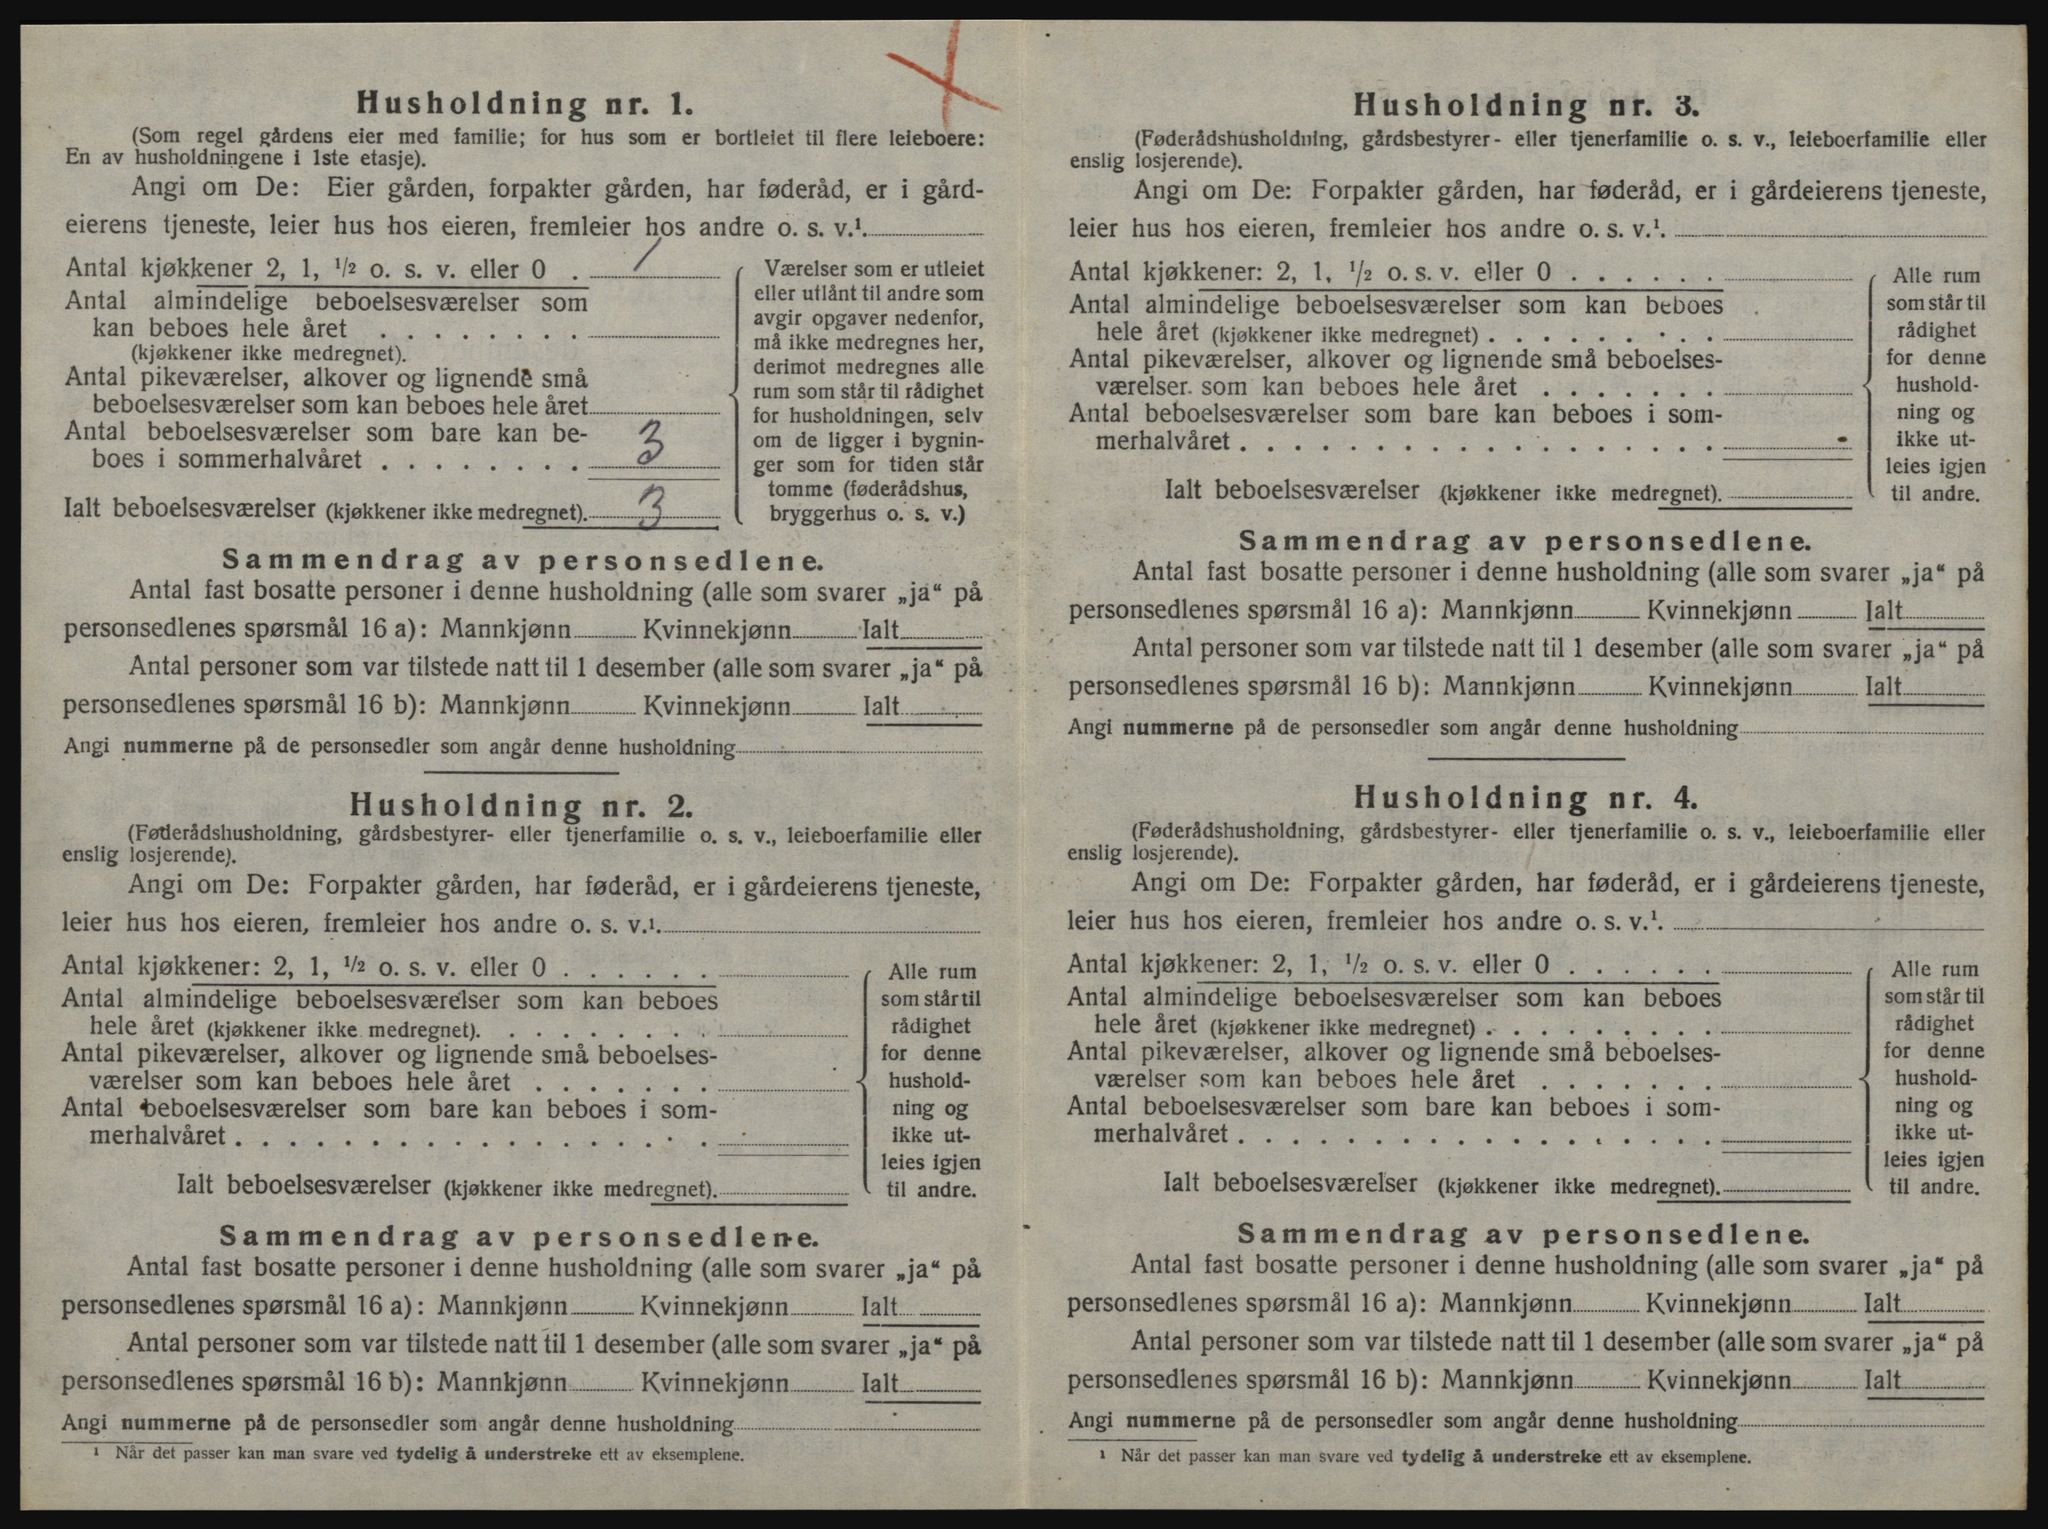 Husholdning nr. 1.
(Som regel gårdens eier med familie; for hus som er bortleiet til flere leieboere:
En av husholdningene i 1ste etasje).
Angi om De: Eier gården, forpakter gården, har føderåd, er i gård-
eierens tjeneste, leier hus hos eieren, fremleier hos andre o. s. v.¹.
Antal kjøkkener 2, 1, ½ o. s. v. eller 0 . 1
Antal almindelige beboelsesværelser som
kan beboes hele året . . . . . . . .
(kjøkkener ikke medregnet).
Antal pikeværelser, alkover og lignende små
beboelsesværelser som kan beboes hele året
Antal beboelsesværelser som bare kan be-
boes i sommerhalvåret . . . . . . . . 3
Ialt beboelsesværelser (kjøkkener ikke medregnet). 3
Værelser som er utleiet
eller utlånt til andre som
avgir opgaver nedenfor,
må ikke medregnes her,
derimot medregnes alle
rum som står til rådighet
for husholdningen, selv
om de ligger i bygnin-
ger som for tiden står
tomme (føderådshus,
bryggerhus o. s. v.)
Sammendrag av personsedlene.
Antal fast bosatte personer i denne husholdning (alle som svarer „ja“ på
personsedlenes spørsmål 16 a): Mannkjønn Kvinnekjønn Ialt
Antal personer som var tilstede natt til 1 desember (alle som svarer „ja“ på
personsedlenes spørsmål 16 b): Mannkjønn Kvinnekjønn Ialt
Angi nummerne på de personsedler som angår denne husholdning
Husholdning nr. 2.
(Føderådshusholdning, gårdsbestyrer- eller tjenerfamilie o. s. v., leieboerfamilie eller
enslig losjerende).
Angi om De: Forpakter gården, har føderåd, er i gårdeierens tjeneste,
leier hus hos eieren, fremleier hos andre o. s. v.¹.
Antal kjøkkener: 2, 1, ½ o. s. v. eller 0 . . . . . .
Antal almindelige beboelsesværelser som kan beboes
hele året (kjøkkener ikke medregnet). . . . . . . . .
Antal pikeværelser, alkover og lignende små beboelses-
værelser som kan beboes hele året . . . . . . .
Antal beboelsesværelser som bare kan beboes i som-
merhalvåret . . . . . . . . . . . . . . . . . .
Ialt beboelsesværelser (kjøkkener ikke medregnet).
Alle rum
som står til
rådighet
for denne
hushold-
ning og
ikke ut-
leies igjen
til andre.
Sammendrag av personsedlene.
Antal fast bosatte personer i denne husholdning (alle som svarer „ja“ på
personsedlenes spørsmål 16 a): Mannkjønn Kvinnekjønn Ialt
Antal personer som var tilstede natt til 1 desember (alle som svarer „ja“ på
personsedlenes spørsmål 16 b): Mannkjønn Kvinnekjønn Ialt
Angi nummerne på de personsedler som angår denne husholdning
¹ Når det passer kan man svare ved tydelig å understreke ett av eksemplene.
Husholdning nr. 3.
(Føderådshusholdning, gårdsbestyrer- eller tjenerfamilie o. s. v., leieboerfamilie eller
enslig losjerende).
Angi om De: Forpakter gården, har føderåd, er i gårdeierens tjeneste,
leier hus hos eieren, fremleier hos andre o. s. v.¹.
Antal kjøkkener: 2, 1, ½ o. s. v. eller 0 . . . . . .
Antal almindelige beboelsesværelser som kan beboes
hele året (kjøkkener ikke medregnet) . . . . . . . . .
Antal pikeværelser, alkover og lignende små beboelses-
værelser som kan beboes hele året . . . . . . .
Antal beboelsesværelser som bare kan beboes i som-
merhalvåret . . . . . . . . . . . . . . . . . .
Ialt beboelsesværelser (kjøkkener ikke medregnet).
Alle rum
som står til
rådighet
for denne
hushold-
ning og
ikke ut-
leies igjen
til andre.
Sammendrag av personsedlene.
Antal fast bosatte personer i denne husholdning (alle som svarer „ja“ på
personsedlenes spørsmål 16 a): Mannkjønn Kvinnekjønn Ialt
Antal personer som var tilstede natt til 1 desember (alle som svarer „ja“ på
personsedlenes spørsmål 16 b): Mannkjønn Kvinnekjønn Ialt
Angi nummerne på de personsedler som angår denne husholdning
Husholdning nr. 4.
(Føderådshusholdning, gårdsbestyrer- eller tjenerfamilie o. s. v., leieboerfamilie eller
enslig losjerende).
Angi om De: Forpakter gården, har føderåd, er i gårdeierens tjeneste,
leier hus hos eieren, fremleier hos andre o. s. v.¹.
Antal kjøkkener: 2, 1, ½ o. s. v. eller 0 . . . . . .
Antal almindelige beboelsesværelser som kan beboes
hele året (kjøkkener ikke medregnet) . . . . . . . . .
Antal pikeværelser, alkover og lignende små beboelses-
værelser som kan beboes hele året . . . . . . .
Antal beboelsesværelser som bare kan beboes i som-
merhalvåret . . . . . . . . . . . . . . . . . .
Ialt beboelsesværelser (kjøkkener ikke medregnet).
Alle rum
som står til
rådighet
for denne
hushold-
ning og
ikke ut-
leies igjen
til andre.
Sammendrag av personsedlene.
Antal fast bosatte personer i denne husholdning (alle som svarer „ja“ på
personsedlenes spørsmål 16 a): Mannkjønn Kvinnekjønn Ialt
Antal personer som var tilstede natt til 1 desember (alle som svarer „ja“ på
personsedlenes spørsmål 16 b): Mannkjønn Kvinnekjønn Ialt
Angi nummerne på de personsedler som angår denne husholdning
¹ Når det passer kan man svare ved tydelig å understreke ett av eksemplene.